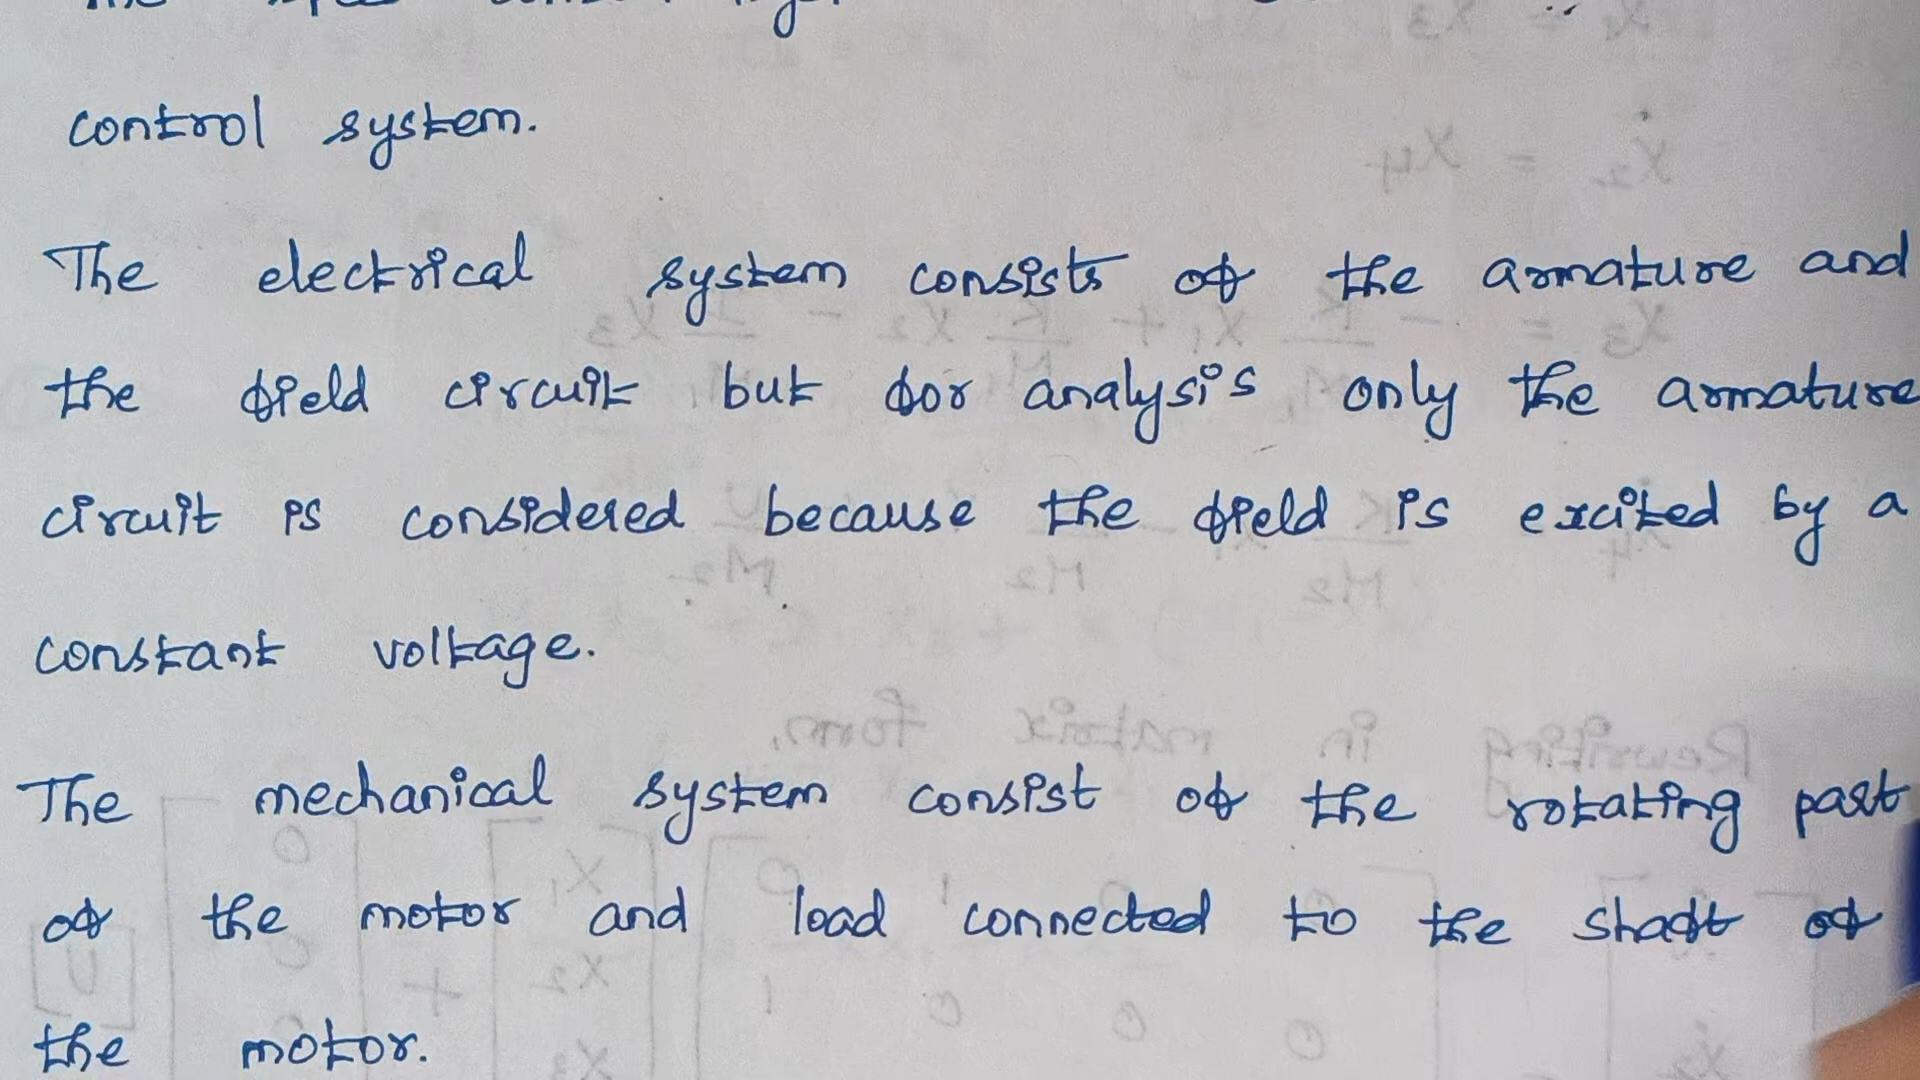 control system.
The electrical system consists of the armature and
the field circuit but for analysis only the armature
circuit is considered because the field is excited by a
constant voltage.
The mechanical system consist of the rotating part
of the motor and load connected to the shaft of
the motor.